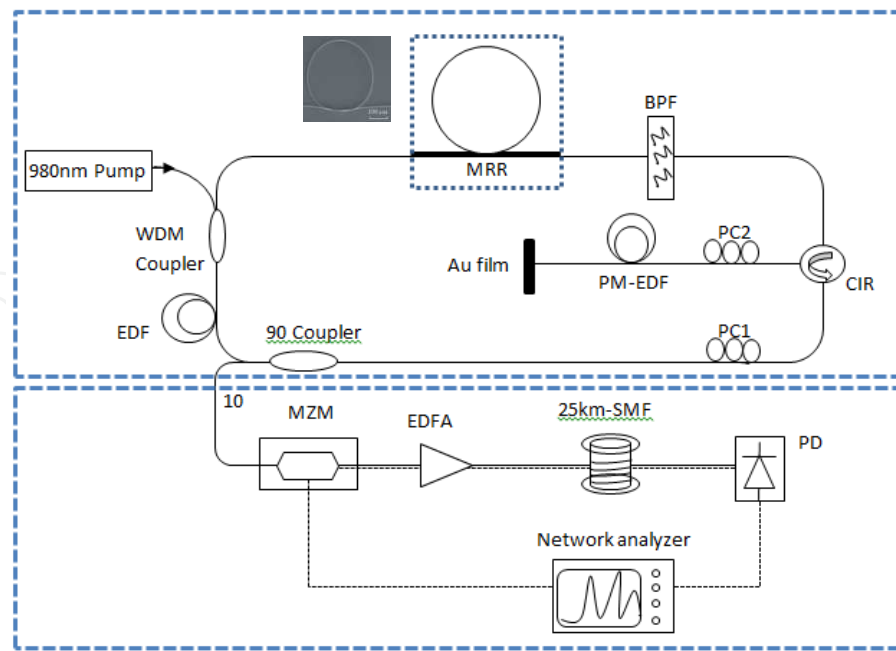 BPF
MRR
980nm Pump
WDM
Coupler
PC2
Au film
PM-EDF
CIR
EDF
90 Coupler
PC1
10
MZM
EDFA
25km-SMF
PD
Network analyzer